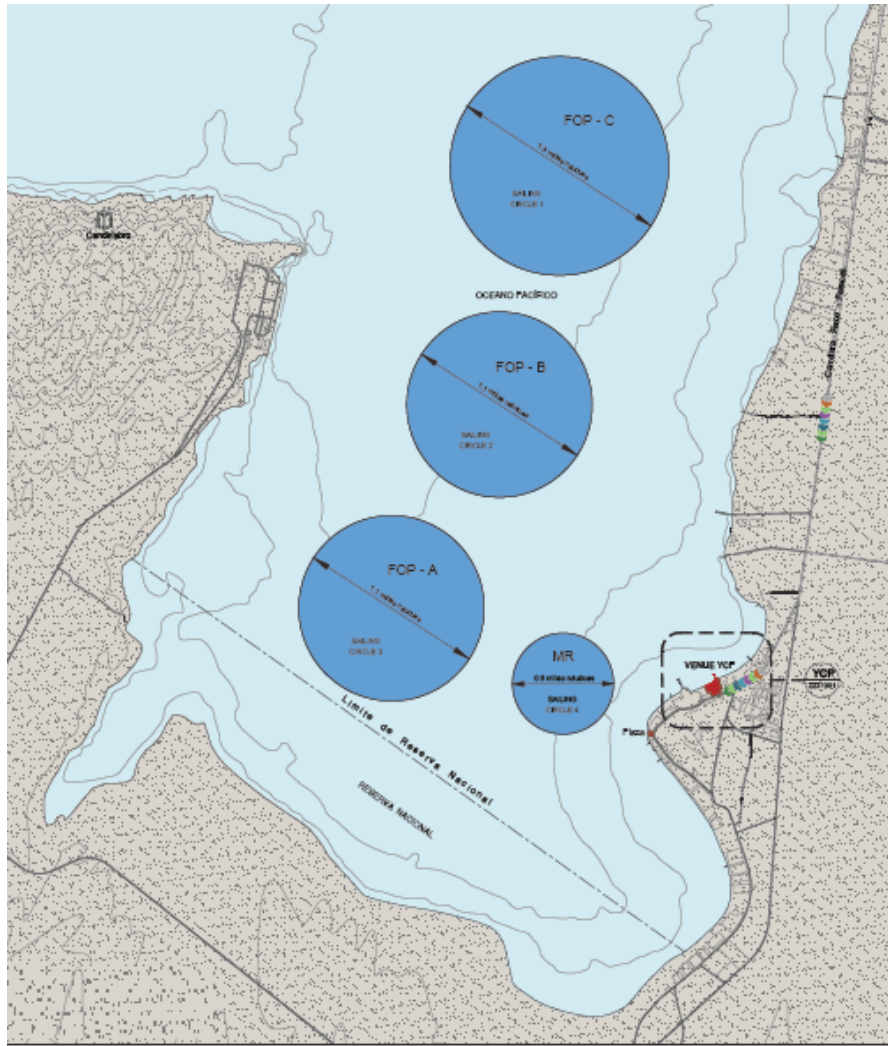 FOP - C
SAILING
CIRCLE 1
Candelabro
OCEANO PACÍFICO
FOP - B
SAILING
CIRCLE 2
FOP - A
SAILING
CIRCLE 3
MR
SAILING
CIRCLE 4
VENUE YCP
YCP
Limite de Reserva Nacional
RESERVA NACIONAL